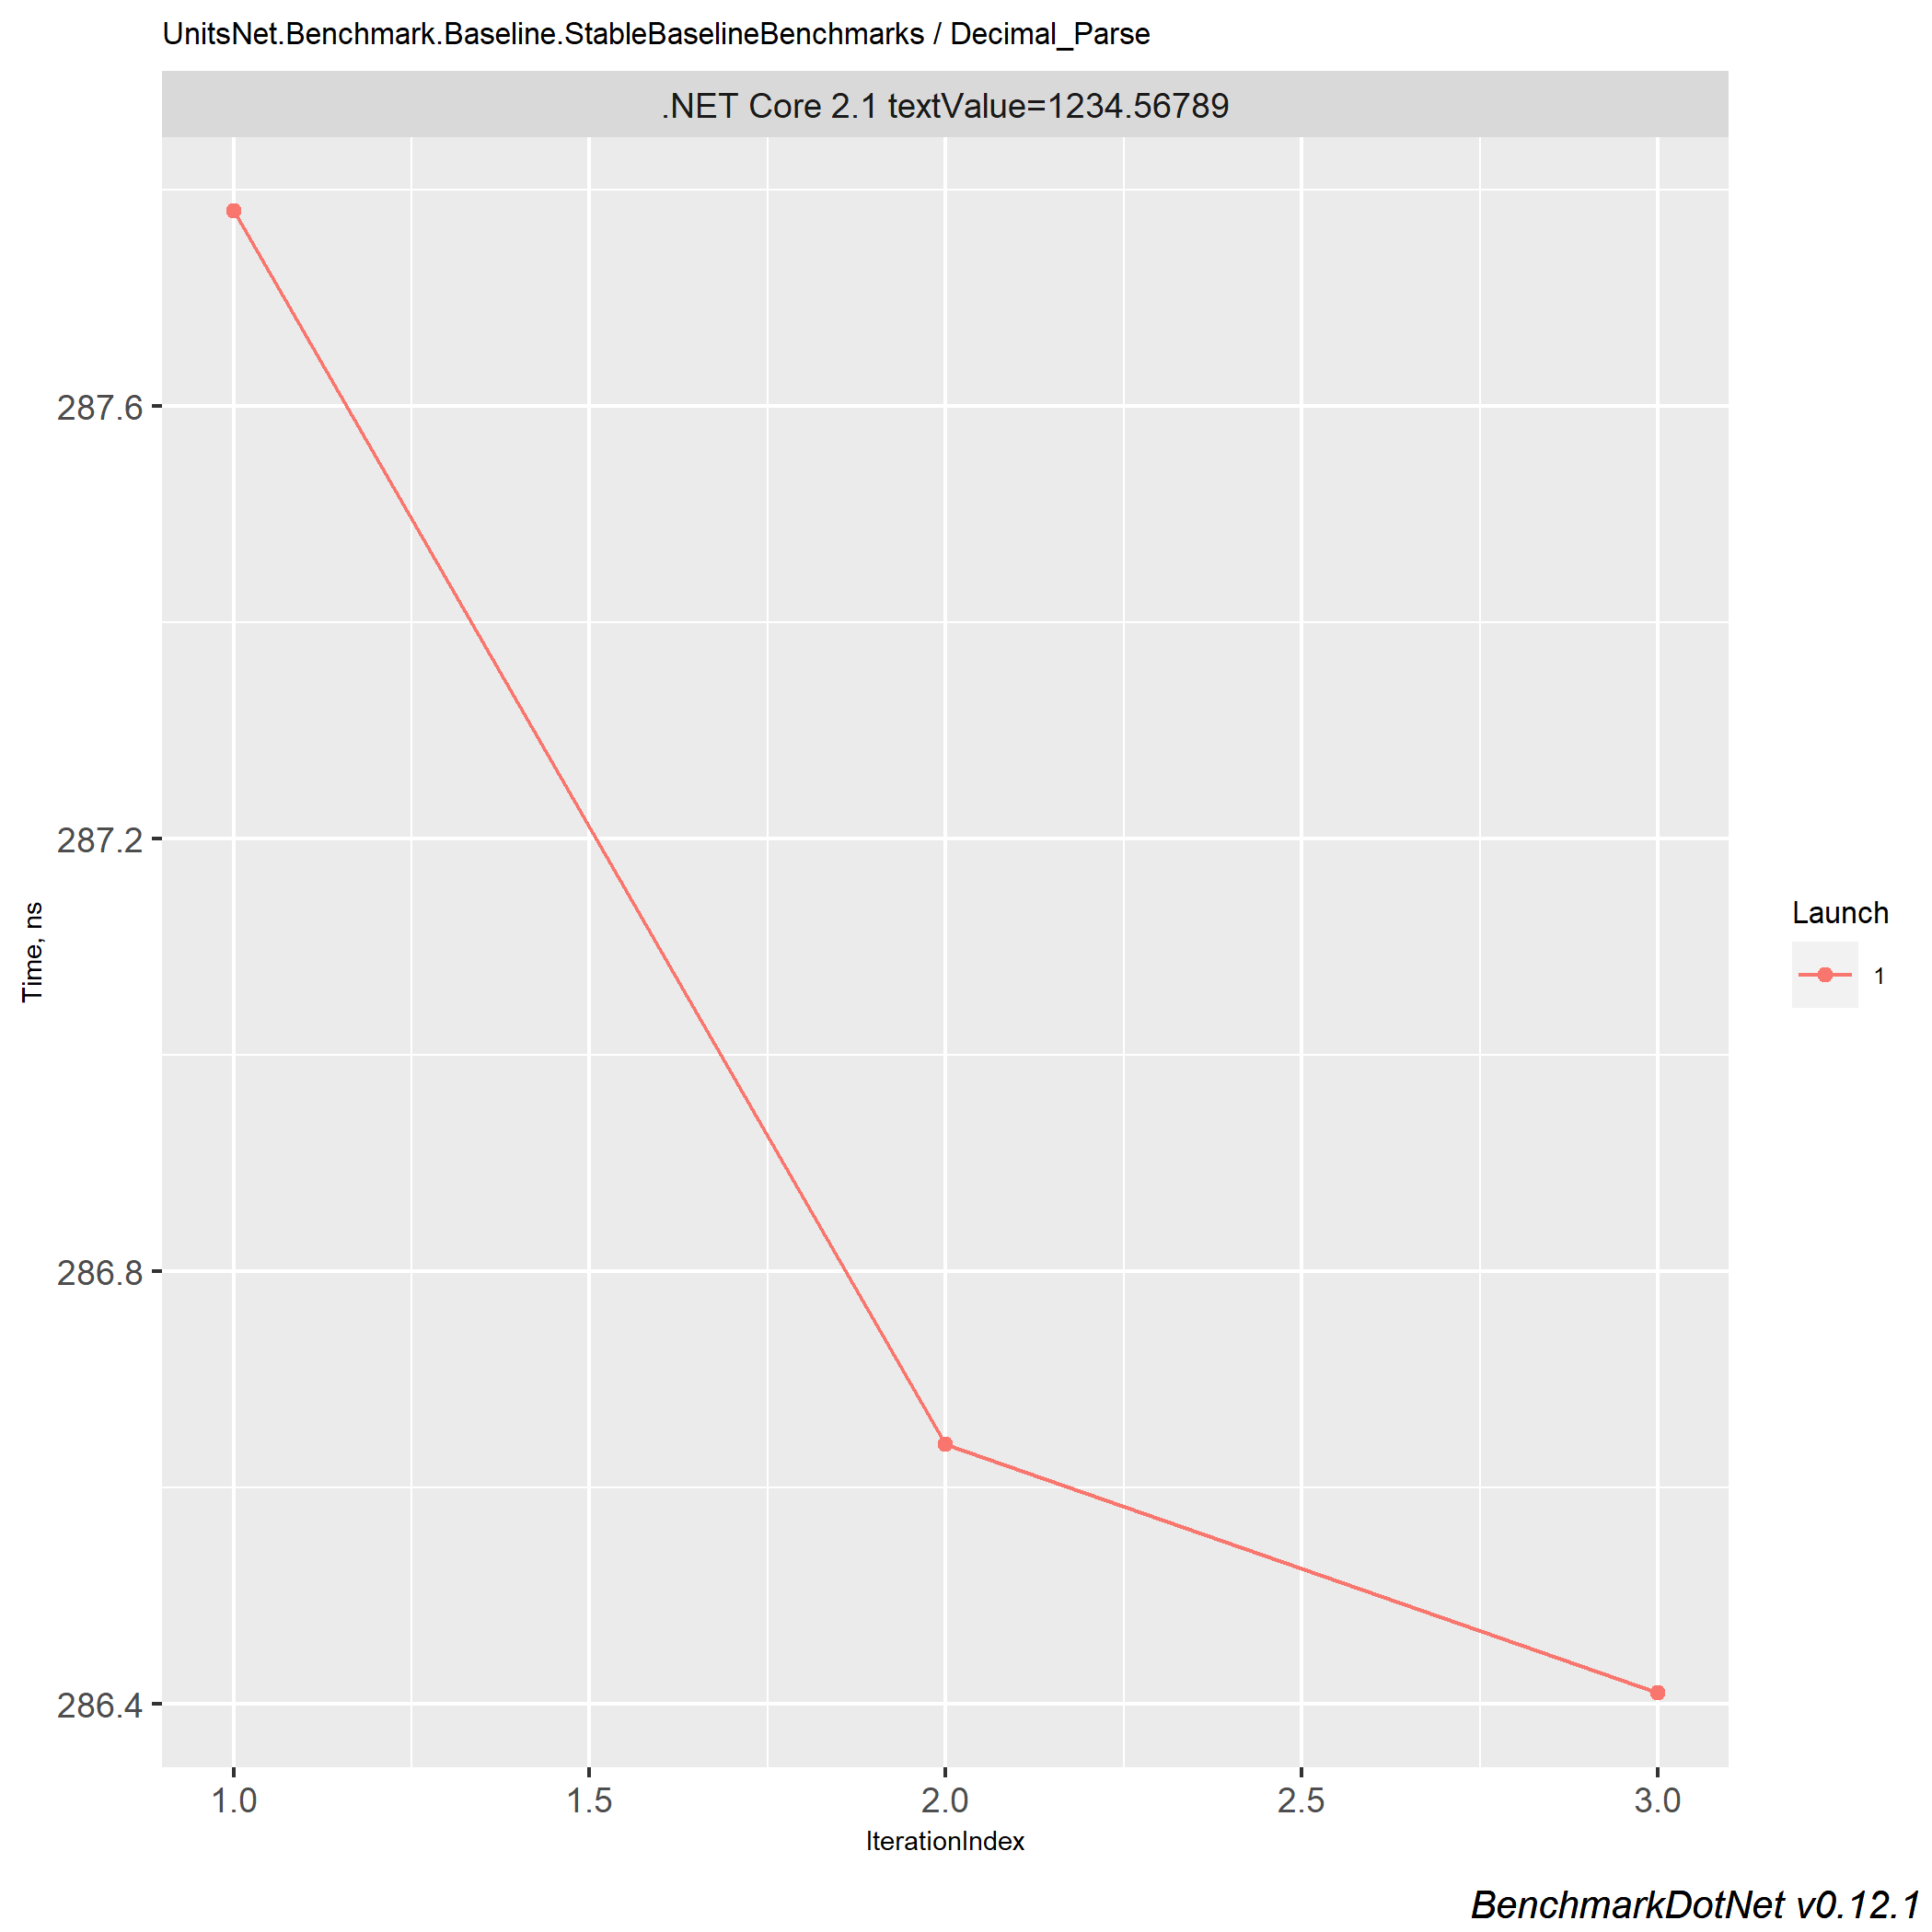 UnitsNet.Benchmark.Baseline.StableBaselineBenchmarks / Decimal_Parse
.NET Core 2.1 textValue=1234.56789
287.6
287.2
286.8
286.4
Time, ns
1.0 1.5 2.0 2.5 3.0
IterationIndex
Launch
1
BenchmarkDotNet v0.12.1